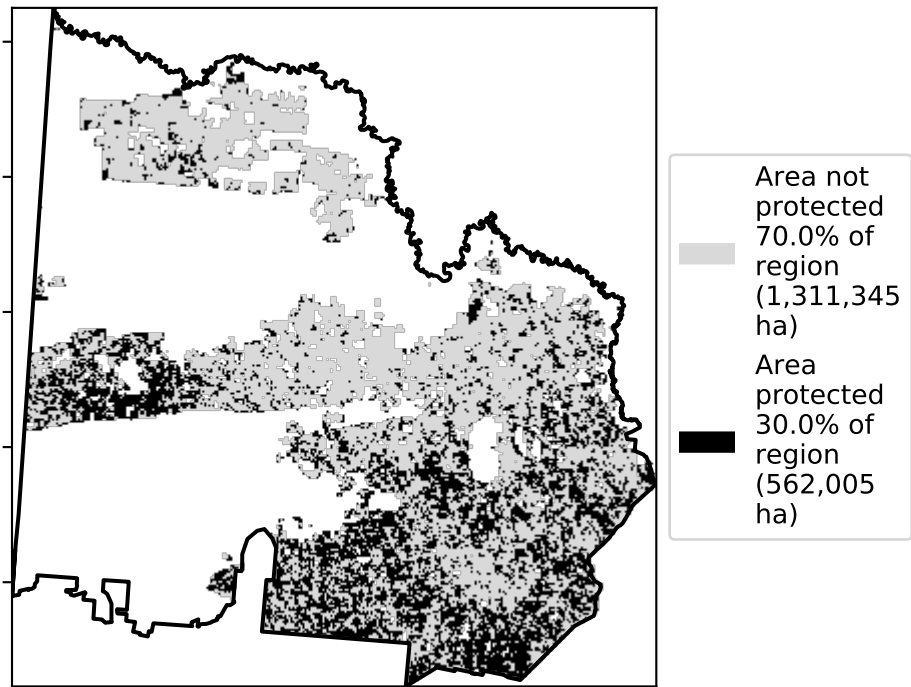 Area not
protected
70.0% of
region
(1,311,345
ha)
Area
protected
30.0% of
region
(562,005
ha)